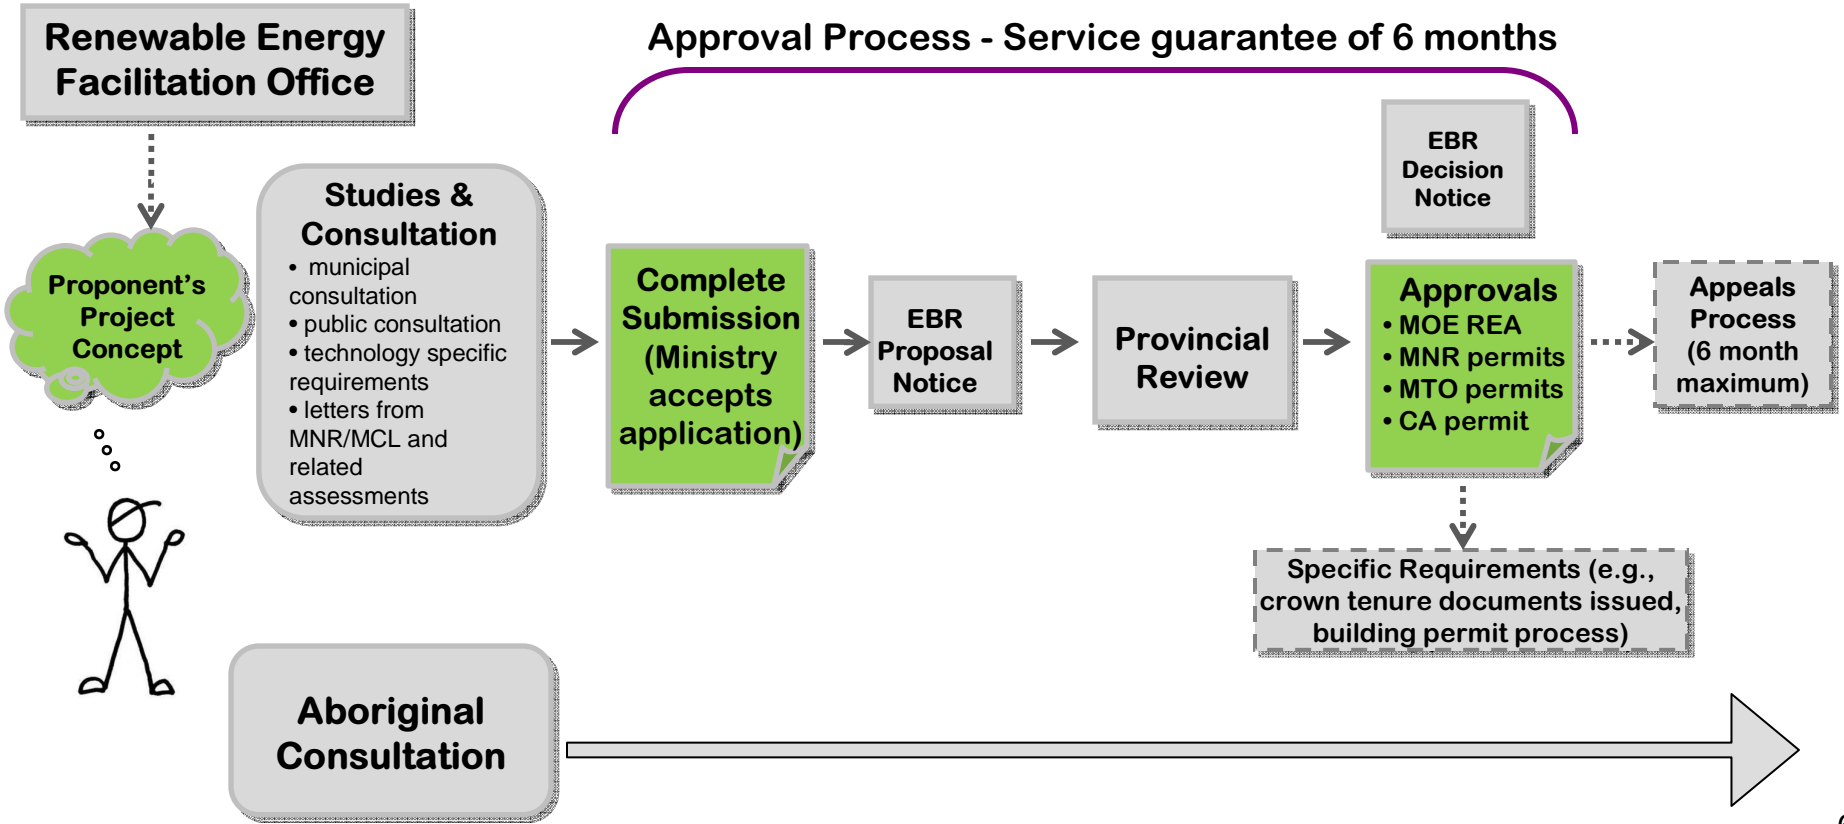 Renewable Energy
Facilitation Office
Approval Process - Service guarantee of 6 months
Proponent’s
Project
Concept
Studies &
Consultation
• municipal
consultation
• public consultation
• technology specific
requirements
• letters from
MNR/MCL and
related
assessments
Complete
Submission
(Ministry
accepts
application)
EBR
Proposal
Notice
Provincial
Review
EBR
Decision
Notice
Approvals
• MOE REA
• MNR permits
• MTO permits
• CA permit
Appeals
Process
(6 month
maximum)
Specific Requirements (e.g.,
crown tenure documents issued,
building permit process)
Aboriginal
Consultation